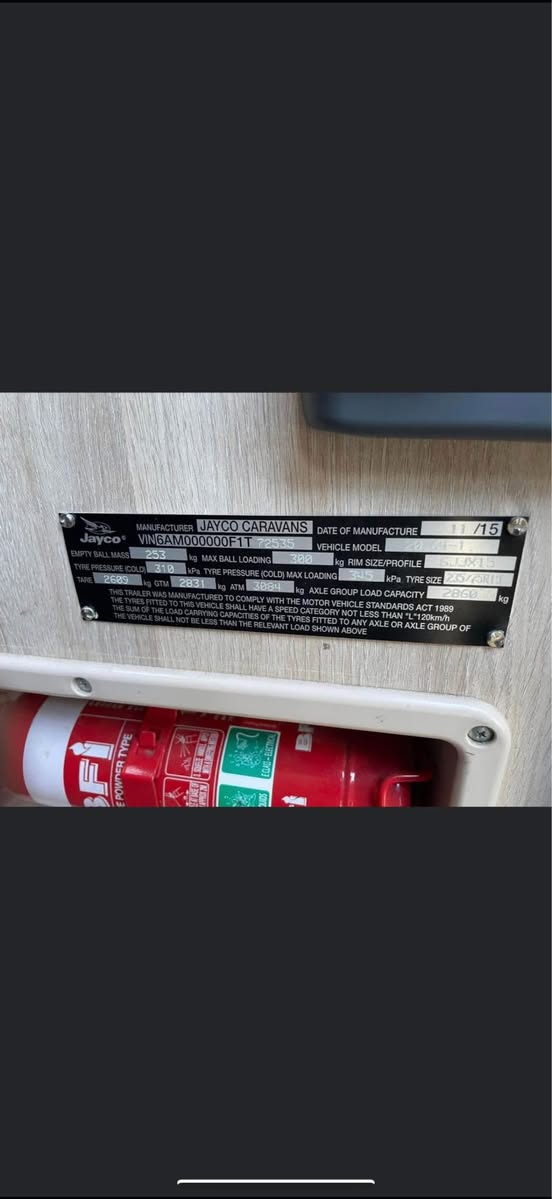 Jayco®
MANUFACTURER JAYCO CARAVANS DATE OF MANUFACTURE 11 /15
VIN 6AM000000F1T 72535 VEHICLE MODEL
EMPTY BALL MASS 253 kg MAX BALL LOADING 300 kg RIM SIZE/PROFILE
TYRE PRESSURE (COLD) 310 kPa TYRE PRESSURE (COLD) MAX LOADING 345 kPa TYRE SIZE
TARE 2609 kg GTM 2831 kg ATM 3084 kg AXLE GROUP LOAD CAPACITY 2860 kg
THIS TRAILER WAS MANUFACTURED TO COMPLY WITH THE MOTOR VEHICLE STANDARDS ACT 1989
THE TYRES FITTED TO THIS VEHICLE SHALL HAVE A SPEED CATEGORY NOT LESS THAN "L"120km/h
THE SUM OF THE LOAD CARRYING CAPACITIES OF THE TYRES FITTED TO ANY AXLE OR AXLE GROUP OF
THE VEHICLE SHALL NOT BE LESS THAN THE RELEVANT LOAD SHOWN ABOVE
BFI
POWDER TYPE